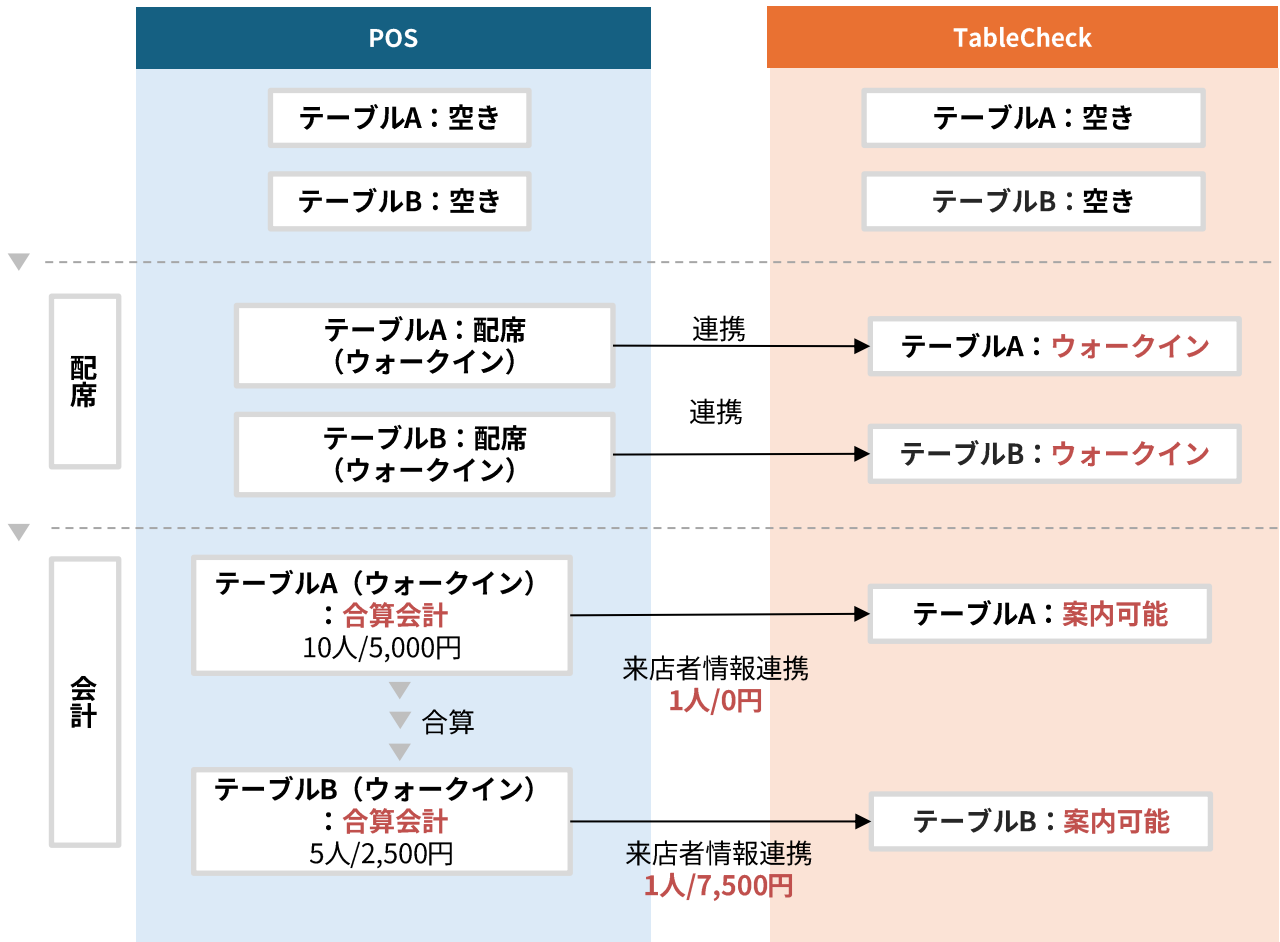 POS
TableCheck
テーブルA：空き
テーブルA：空き
テーブルB：空き
テーブルB：空き
配席
テーブルA：配席
（ウォークイン）
連携
テーブルA：ウォークイン
テーブルB：配席
（ウォークイン）
連携
テーブルB：ウォークイン
会計
テーブルA（ウォークイン）
：合算会計
10人/5,000円
来店者情報連携
1人/0円
テーブルA：案内可能
合算
テーブルB（ウォークイン）
：合算会計
5人/2,500円
来店者情報連携
1人/7,500円
テーブルB：案内可能